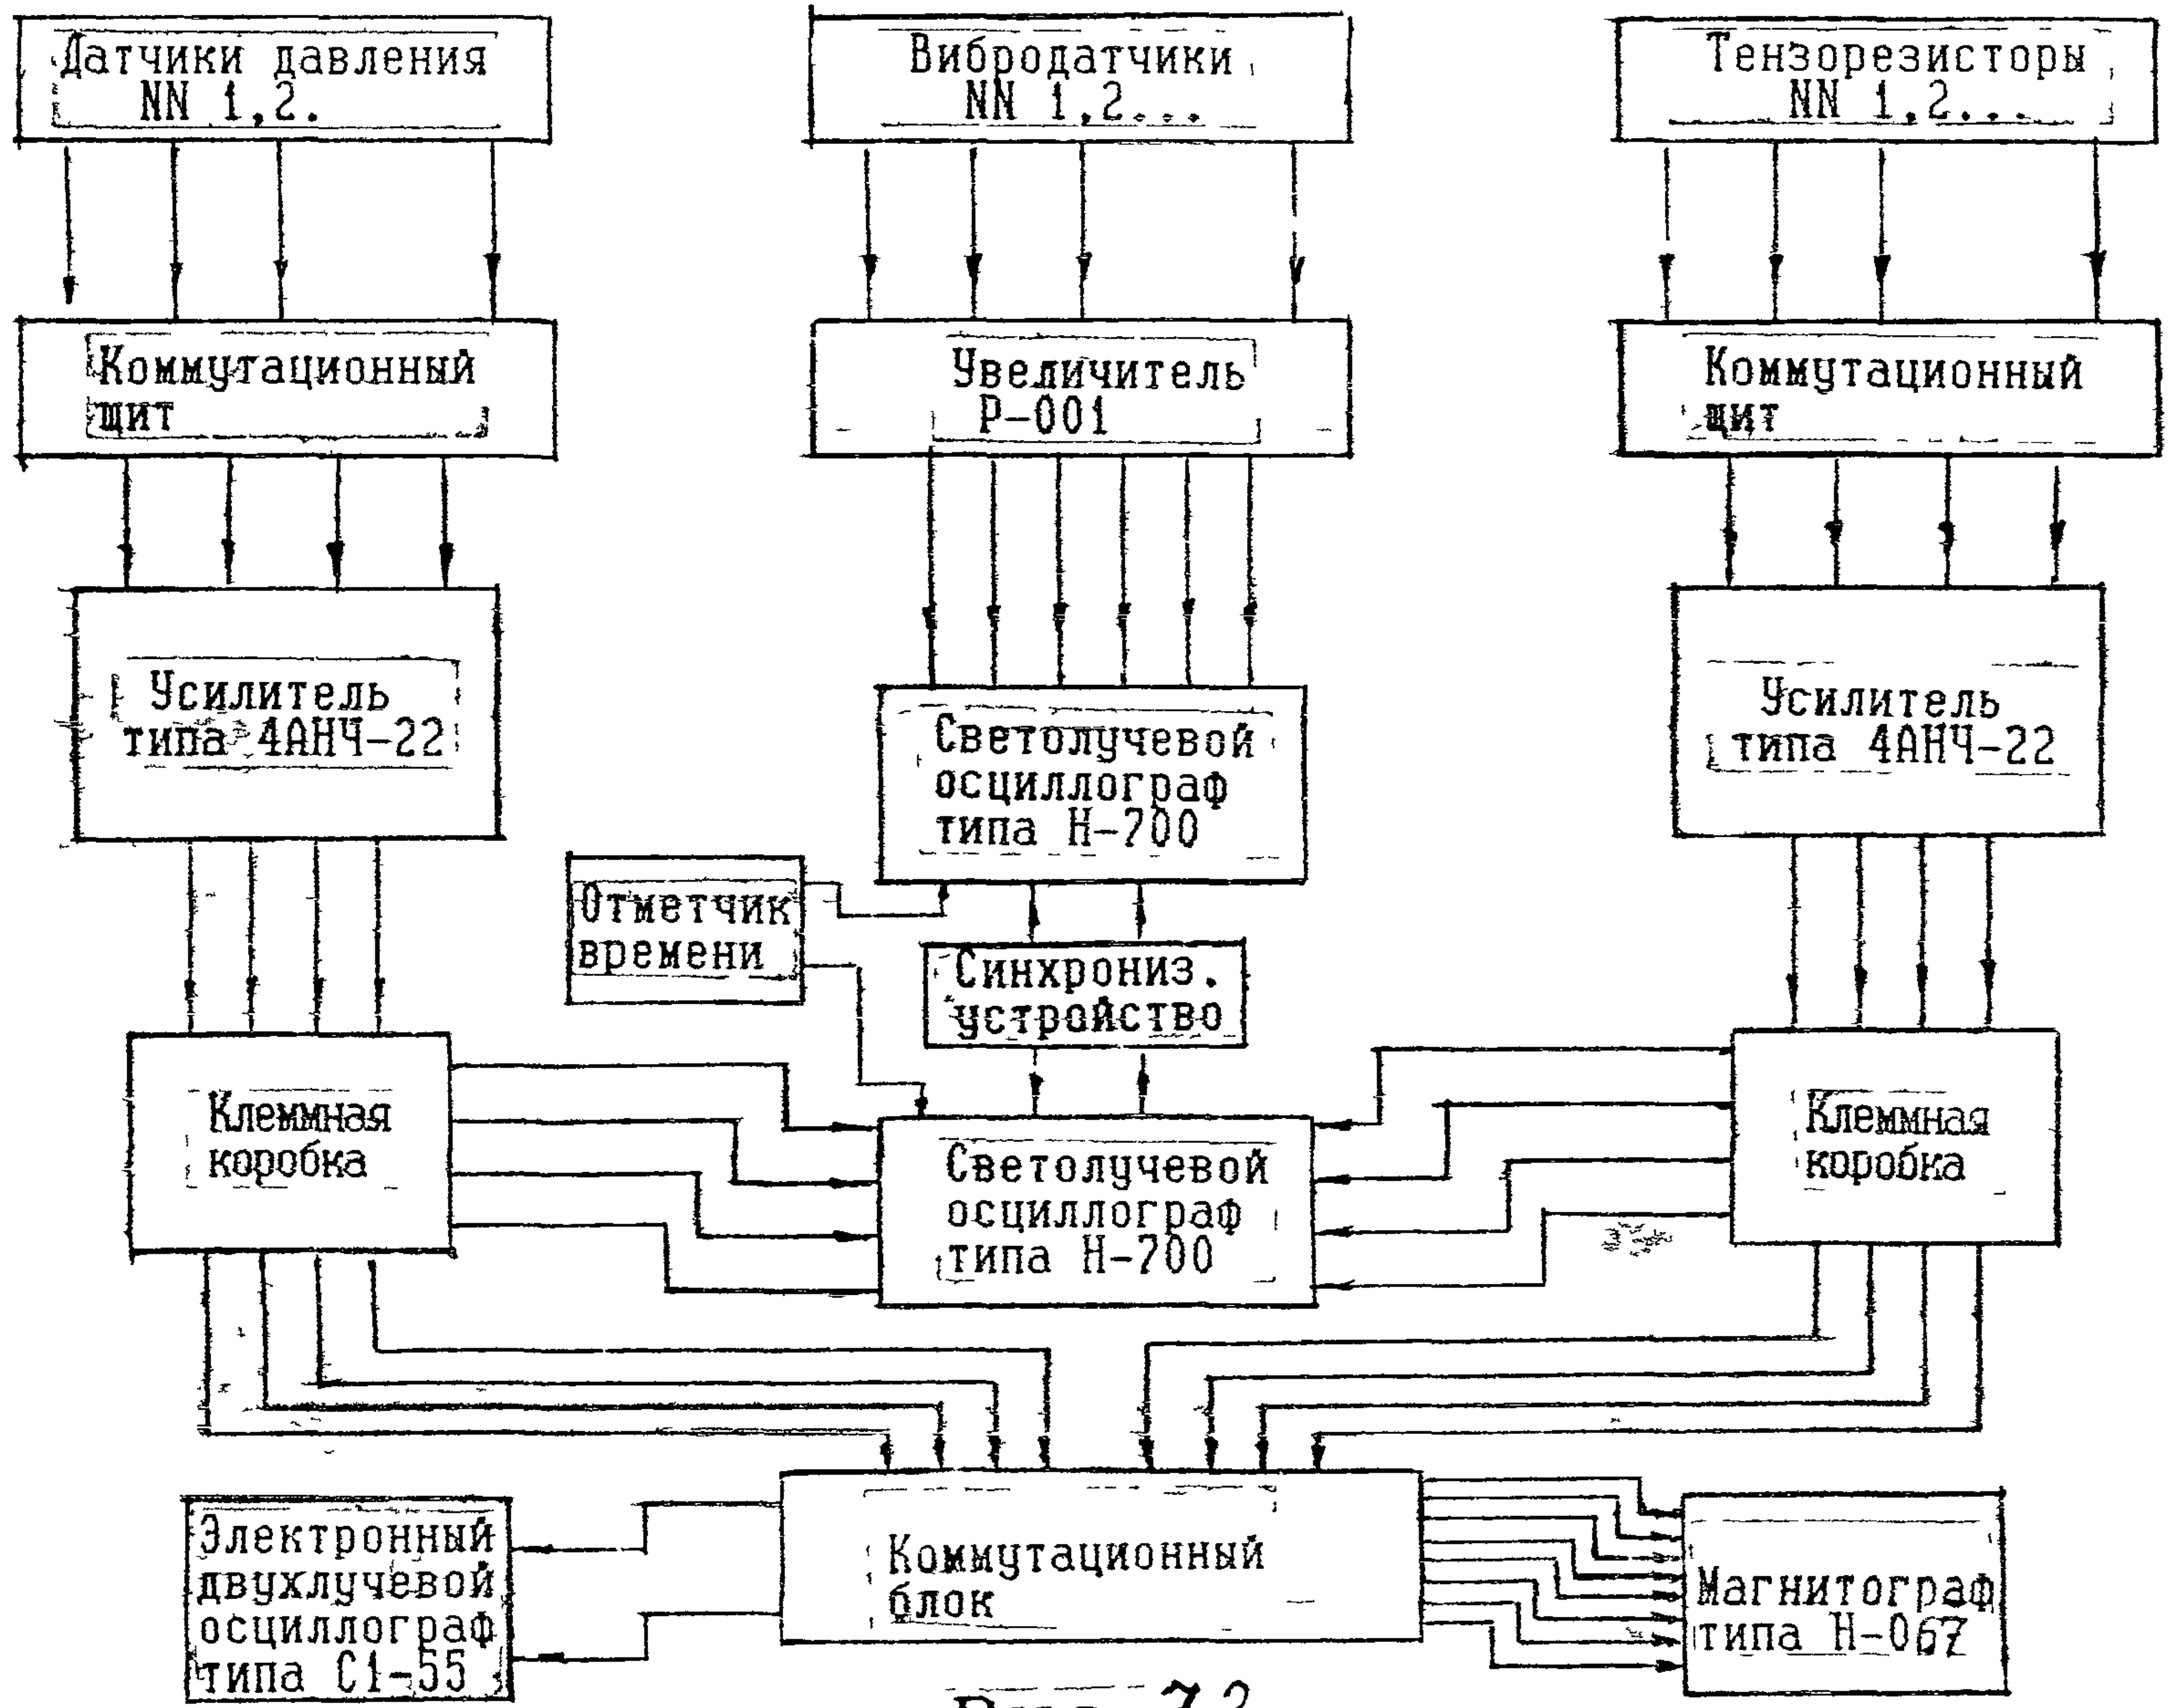 Датчики давления
NN 1,2.
Вибродатчики
NN 1,2...
Тензорезисторы
NN 1,2...
Коммутационный
щит
Увеличитель
Р-001
Коммутационный
щит
Усилитель
типа 4АНЧ-22
Светолучевой
осциллограф
типа Н-700
Усилитель
типа 4АНЧ-22
Отметчик
времени
Синхрониз.
устройство
Клеммная
коробка
Светолучевой
осциллограф
типа Н-700
Клеммная
коробка
Электронный
двухлучевой
осциллограф
типа С1-55
Коммутационный
блок
Магнитограф
типа Н-067